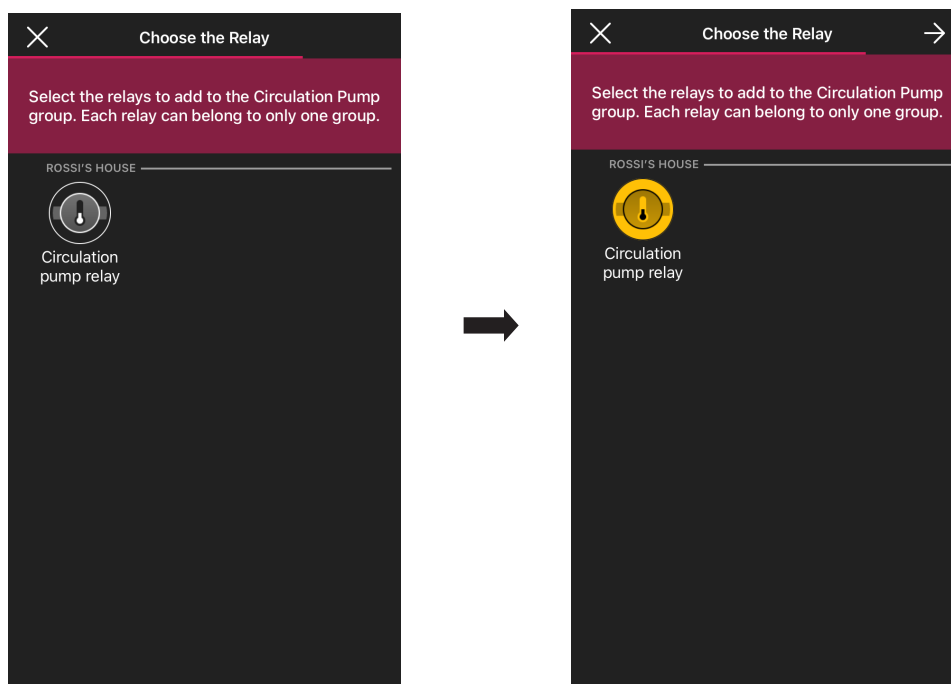 Choose the Relay
Select the relays to add to the Circulation Pump
group. Each relay can belong to only one group.
ROSSI'S HOUSE
Circulation
pump relay
Choose the Relay
Select the relays to add to the Circulation Pump
group. Each relay can belong to only one group.
ROSSI'S HOUSE
Circulation
pump relay